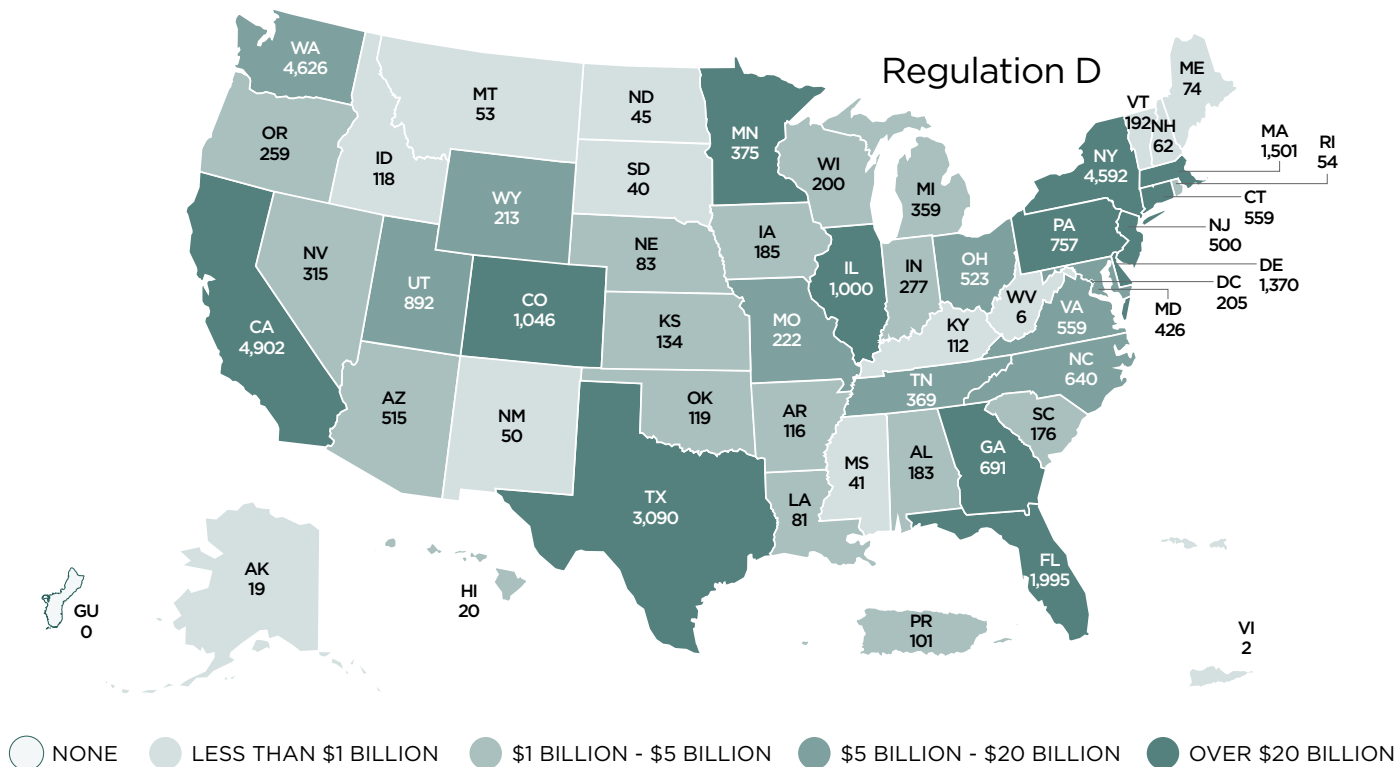 Regulation D
WA
4,626
OR
259
ID
118
MT
53
ND
45
SD
40
MN
375
WI
200
MI
359
ME
74
VT
192
NH
62
NY
4,592
MA
1,501
RI
54
CT
559
NJ
500
DE
1,370
DC
205
MD
426
PA
757
WY
213
NV
315
UT
892
CO
1,046
NE
83
IA
185
IL
1,000
IN
277
OH
523
WV
6
VA
559
CA
4,902
KS
134
MO
222
KY
112
NC
640
TN
369
AZ
515
NM
50
OK
119
AR
116
SC
176
MS
41
AL
183
GA
691
TX
3,090
LA
81
FL
1,995
AK
19
HI
20
GU
0
PR
101
VI
2
NONE
LESS THAN $1 BILLION
$1 BILLION - $5 BILLION
$5 BILLION - $20 BILLION
OVER $20 BILLION